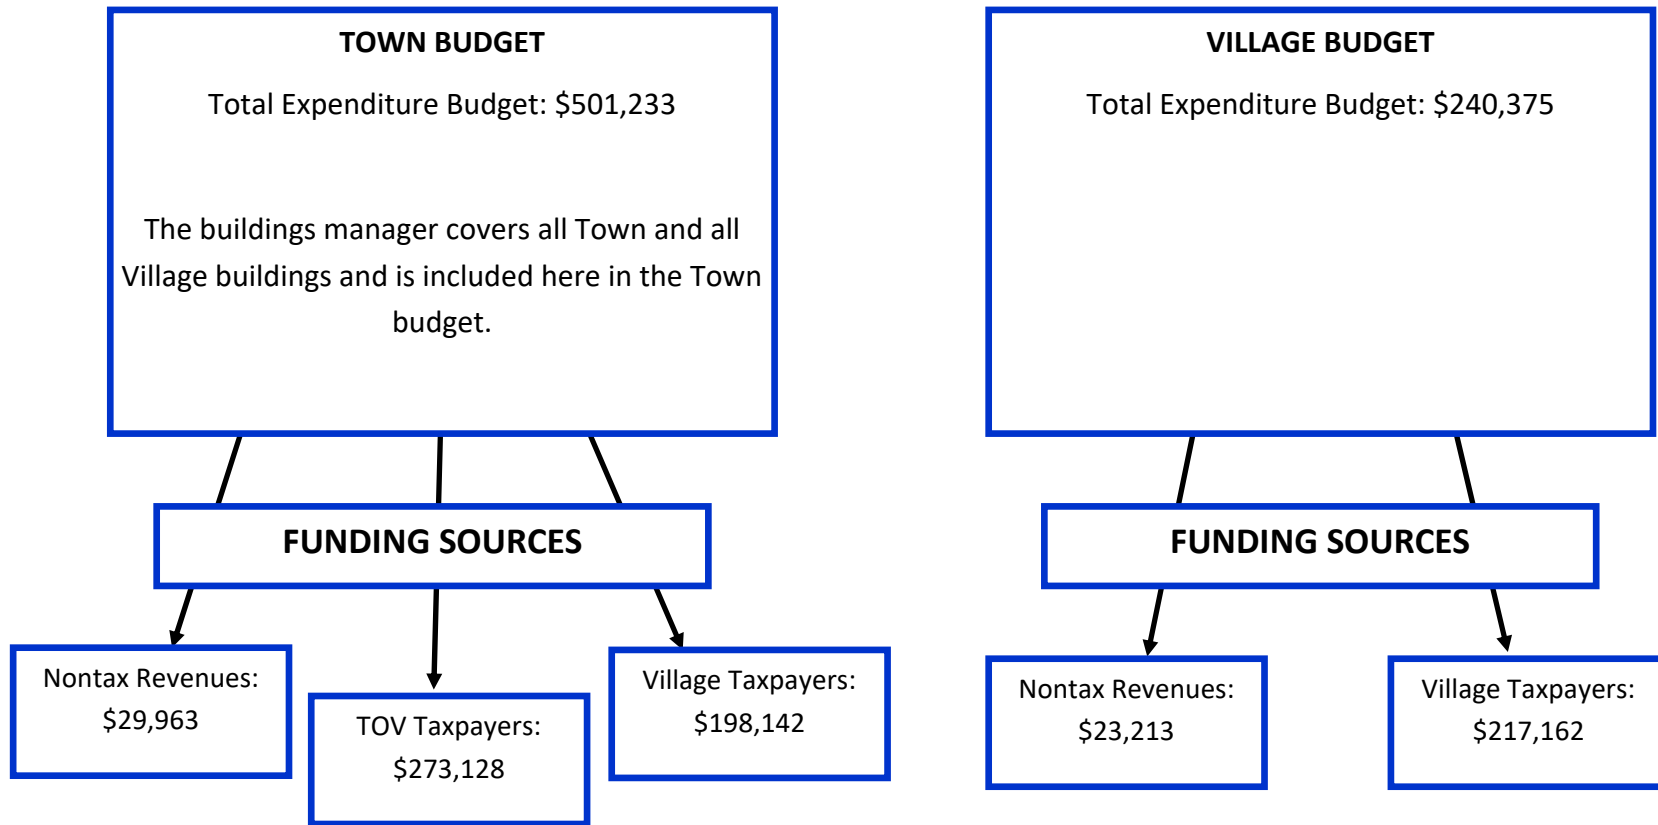 TOWN BUDGET
Total Expenditure Budget: $501,233
The buildings manager covers all Town and all
Village buildings and is included here in the Town
budget.
FUNDING SOURCES
Nontax Revenues:
$29,963
TOV Taxpayers:
$273,128
Village Taxpayers:
$198,142
VILLAGE BUDGET
Total Expenditure Budget: $240,375
FUNDING SOURCES
Nontax Revenues:
$23,213
Village Taxpayers:
$217,162